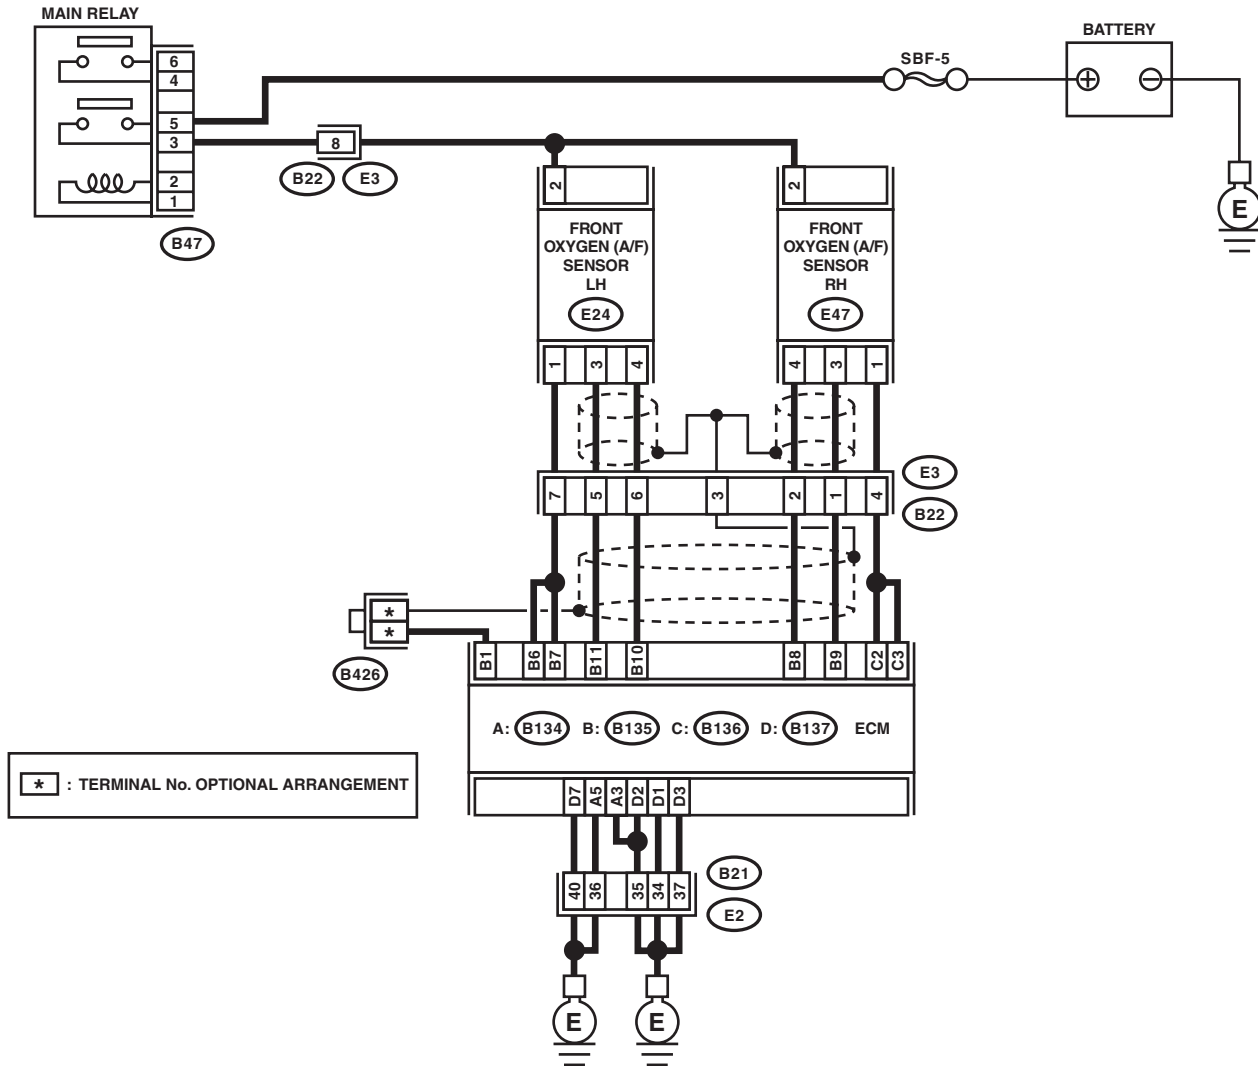 MAIN RELAY
BATTERY
6
4
5
3
2
1
SBF-5
8
B22
E3
B47
E
2
2
FRONT
OXYGEN (A/F)
SENSOR
LH
E24
FRONT
OXYGEN (A/F)
SENSOR
RH
E47
1
3
4
4
3
1
E3
7
5
6
3
2
1
4
B22
*
*
B426
B1
B6
B7
B11
B10
B8
B9
C2
C3
A: B134 B: B135 C: B136 D: B137 ECM
* : TERMINAL No. OPTIONAL ARRANGEMENT
D7
A5
A3
D2
D1
D3
B21
40
36
35
34
37
E2
E
E